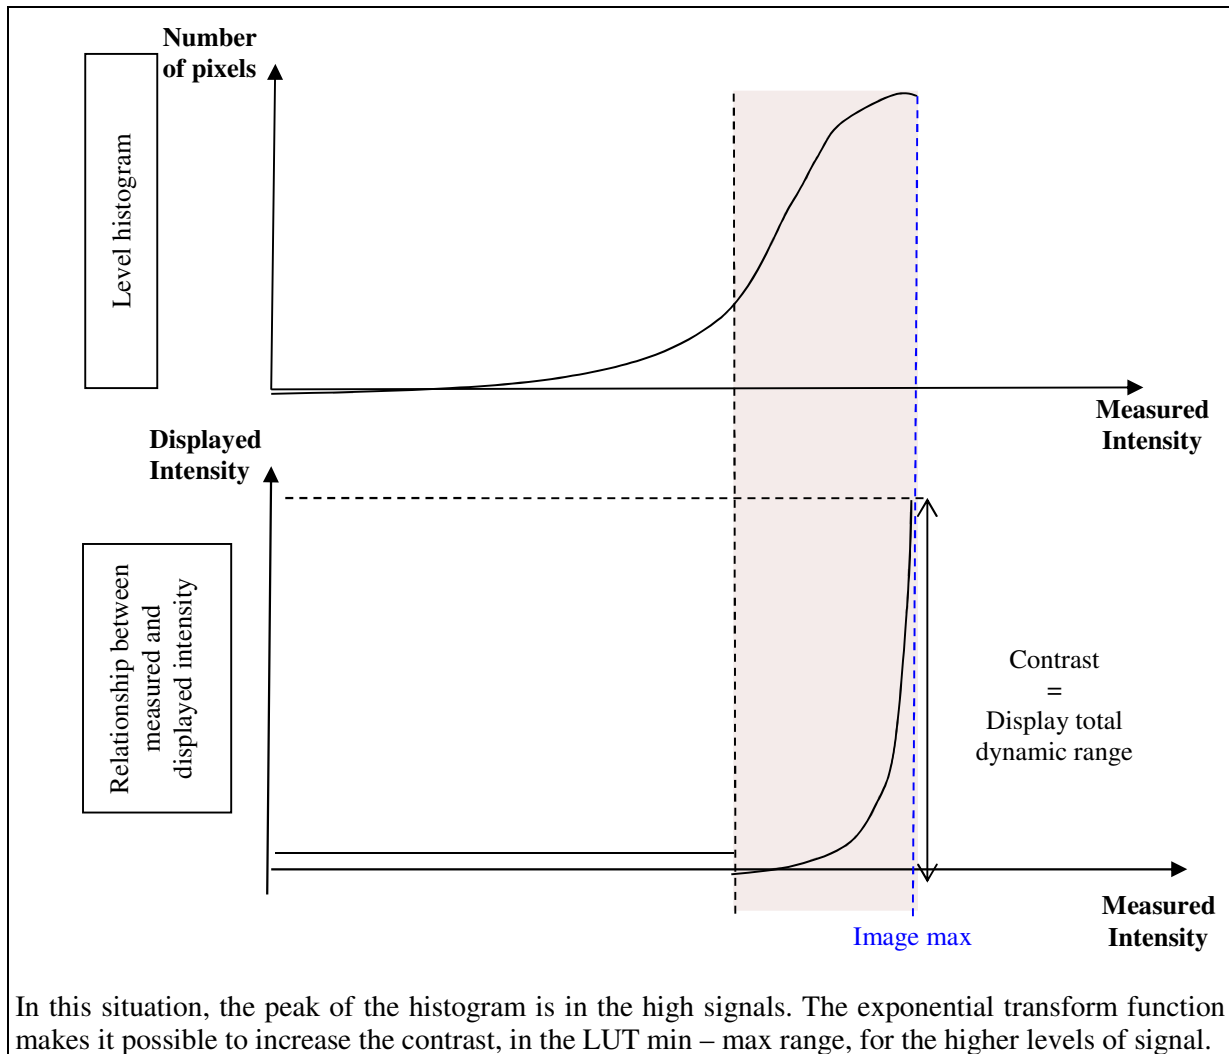 Number
of pixels
Level histogram
Measured
Intensity
Displayed
Intensity
Relationship between
measured and
displayed intensity
Contrast
=
Display total
dynamic range
Measured
Intensity
Image max
In this situation, the peak of the histogram is in the high signals. The exponential transform function
makes it possible to increase the contrast, in the LUT min – max range, for the higher levels of signal.